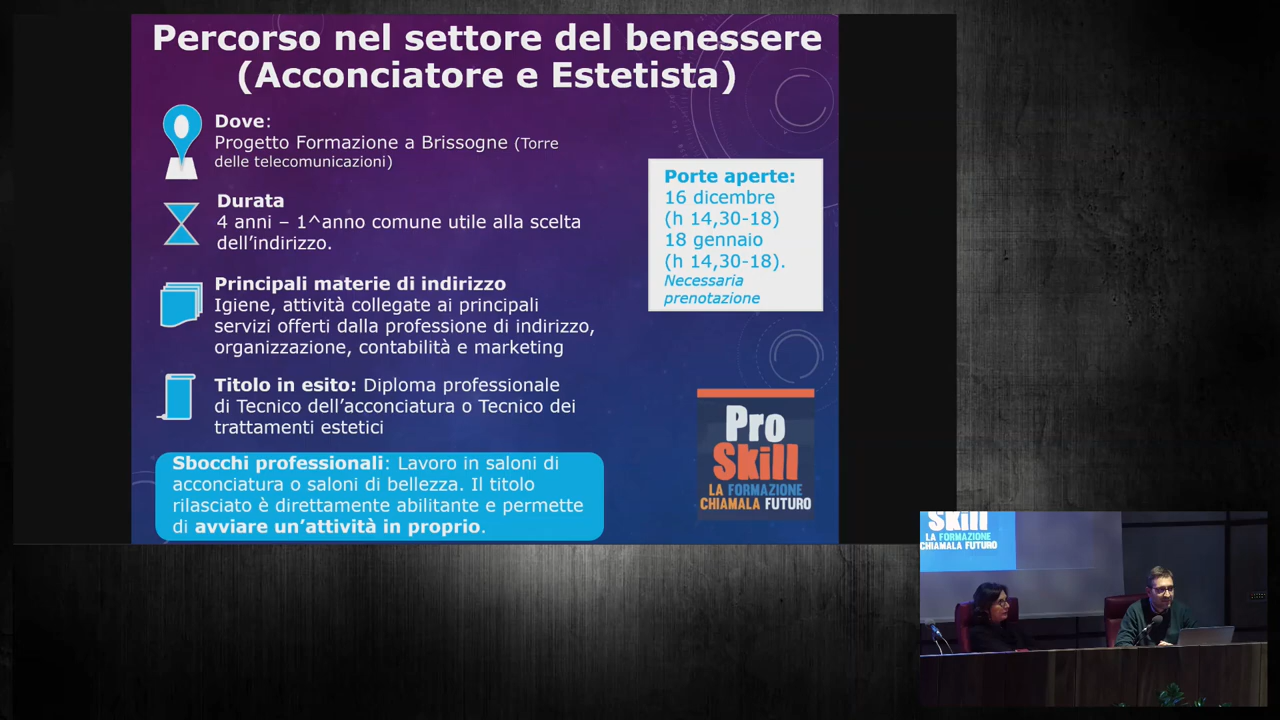 Percorso nel settore del benessere
(Acconciatore e Estetista)
Dove:
Progetto Formazione a Brissogne (Torre
delle telecomunicazioni)
Durata
4 anni – 1^anno comune utile alla scelta
dell’indirizzo.
Principali materie di indirizzo
Igiene, attività collegate ai principali
servizi offerti dalla professione di indirizzo,
organizzazione, contabilità e marketing
Titolo in esito: Diploma professionale
di Tecnico dell’acconciatura o Tecnico dei
trattamenti estetici
Sbocchi professionali: Lavoro in saloni di
acconciatura o saloni di bellezza. Il titolo
rilasciato è direttamente abilitante e permette
di avviare un’attività in proprio.
Porte aperte:
16 dicembre
(h 14,30-18)
18 gennaio
(h 14,30-18).
Necessaria
prenotazione
Pro
Skill
LA FORMAZIONE
CHIAMALA FUTURO
Skill
LA FORMAZIONE
CHIAMALA FUTURO